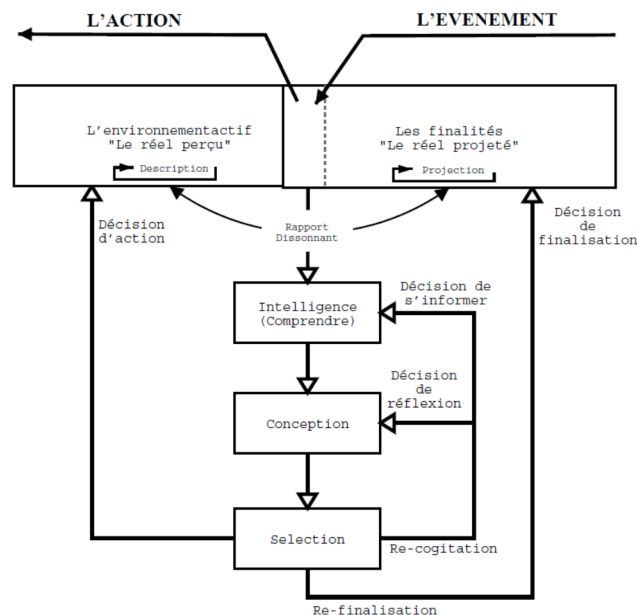 L'ACTION
L'EVENEMENT
L'environnementactif
"Le réel perçu"
Description
Les finalités
"Le réel projeté"
Projection
Décision
d'action
Rapport
Dissonnant
Décision
de
finalisation
Intelligence
(Comprendre)
Décision de
s'informer
Décision
de
réflexion
Conception
Selection
Re-cogitation
Re-finalisation